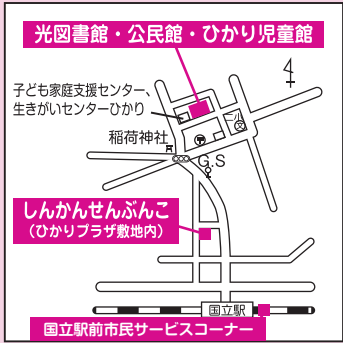 光図書館・公民館・ひかり児童館
子ども家庭支援センター、
生きがいセンターひかり
稲荷神社
G.S
しんかんせんぶんこ
（ひかりプラザ敷地内）
国立駅
国立駅前市民サービスコーナー